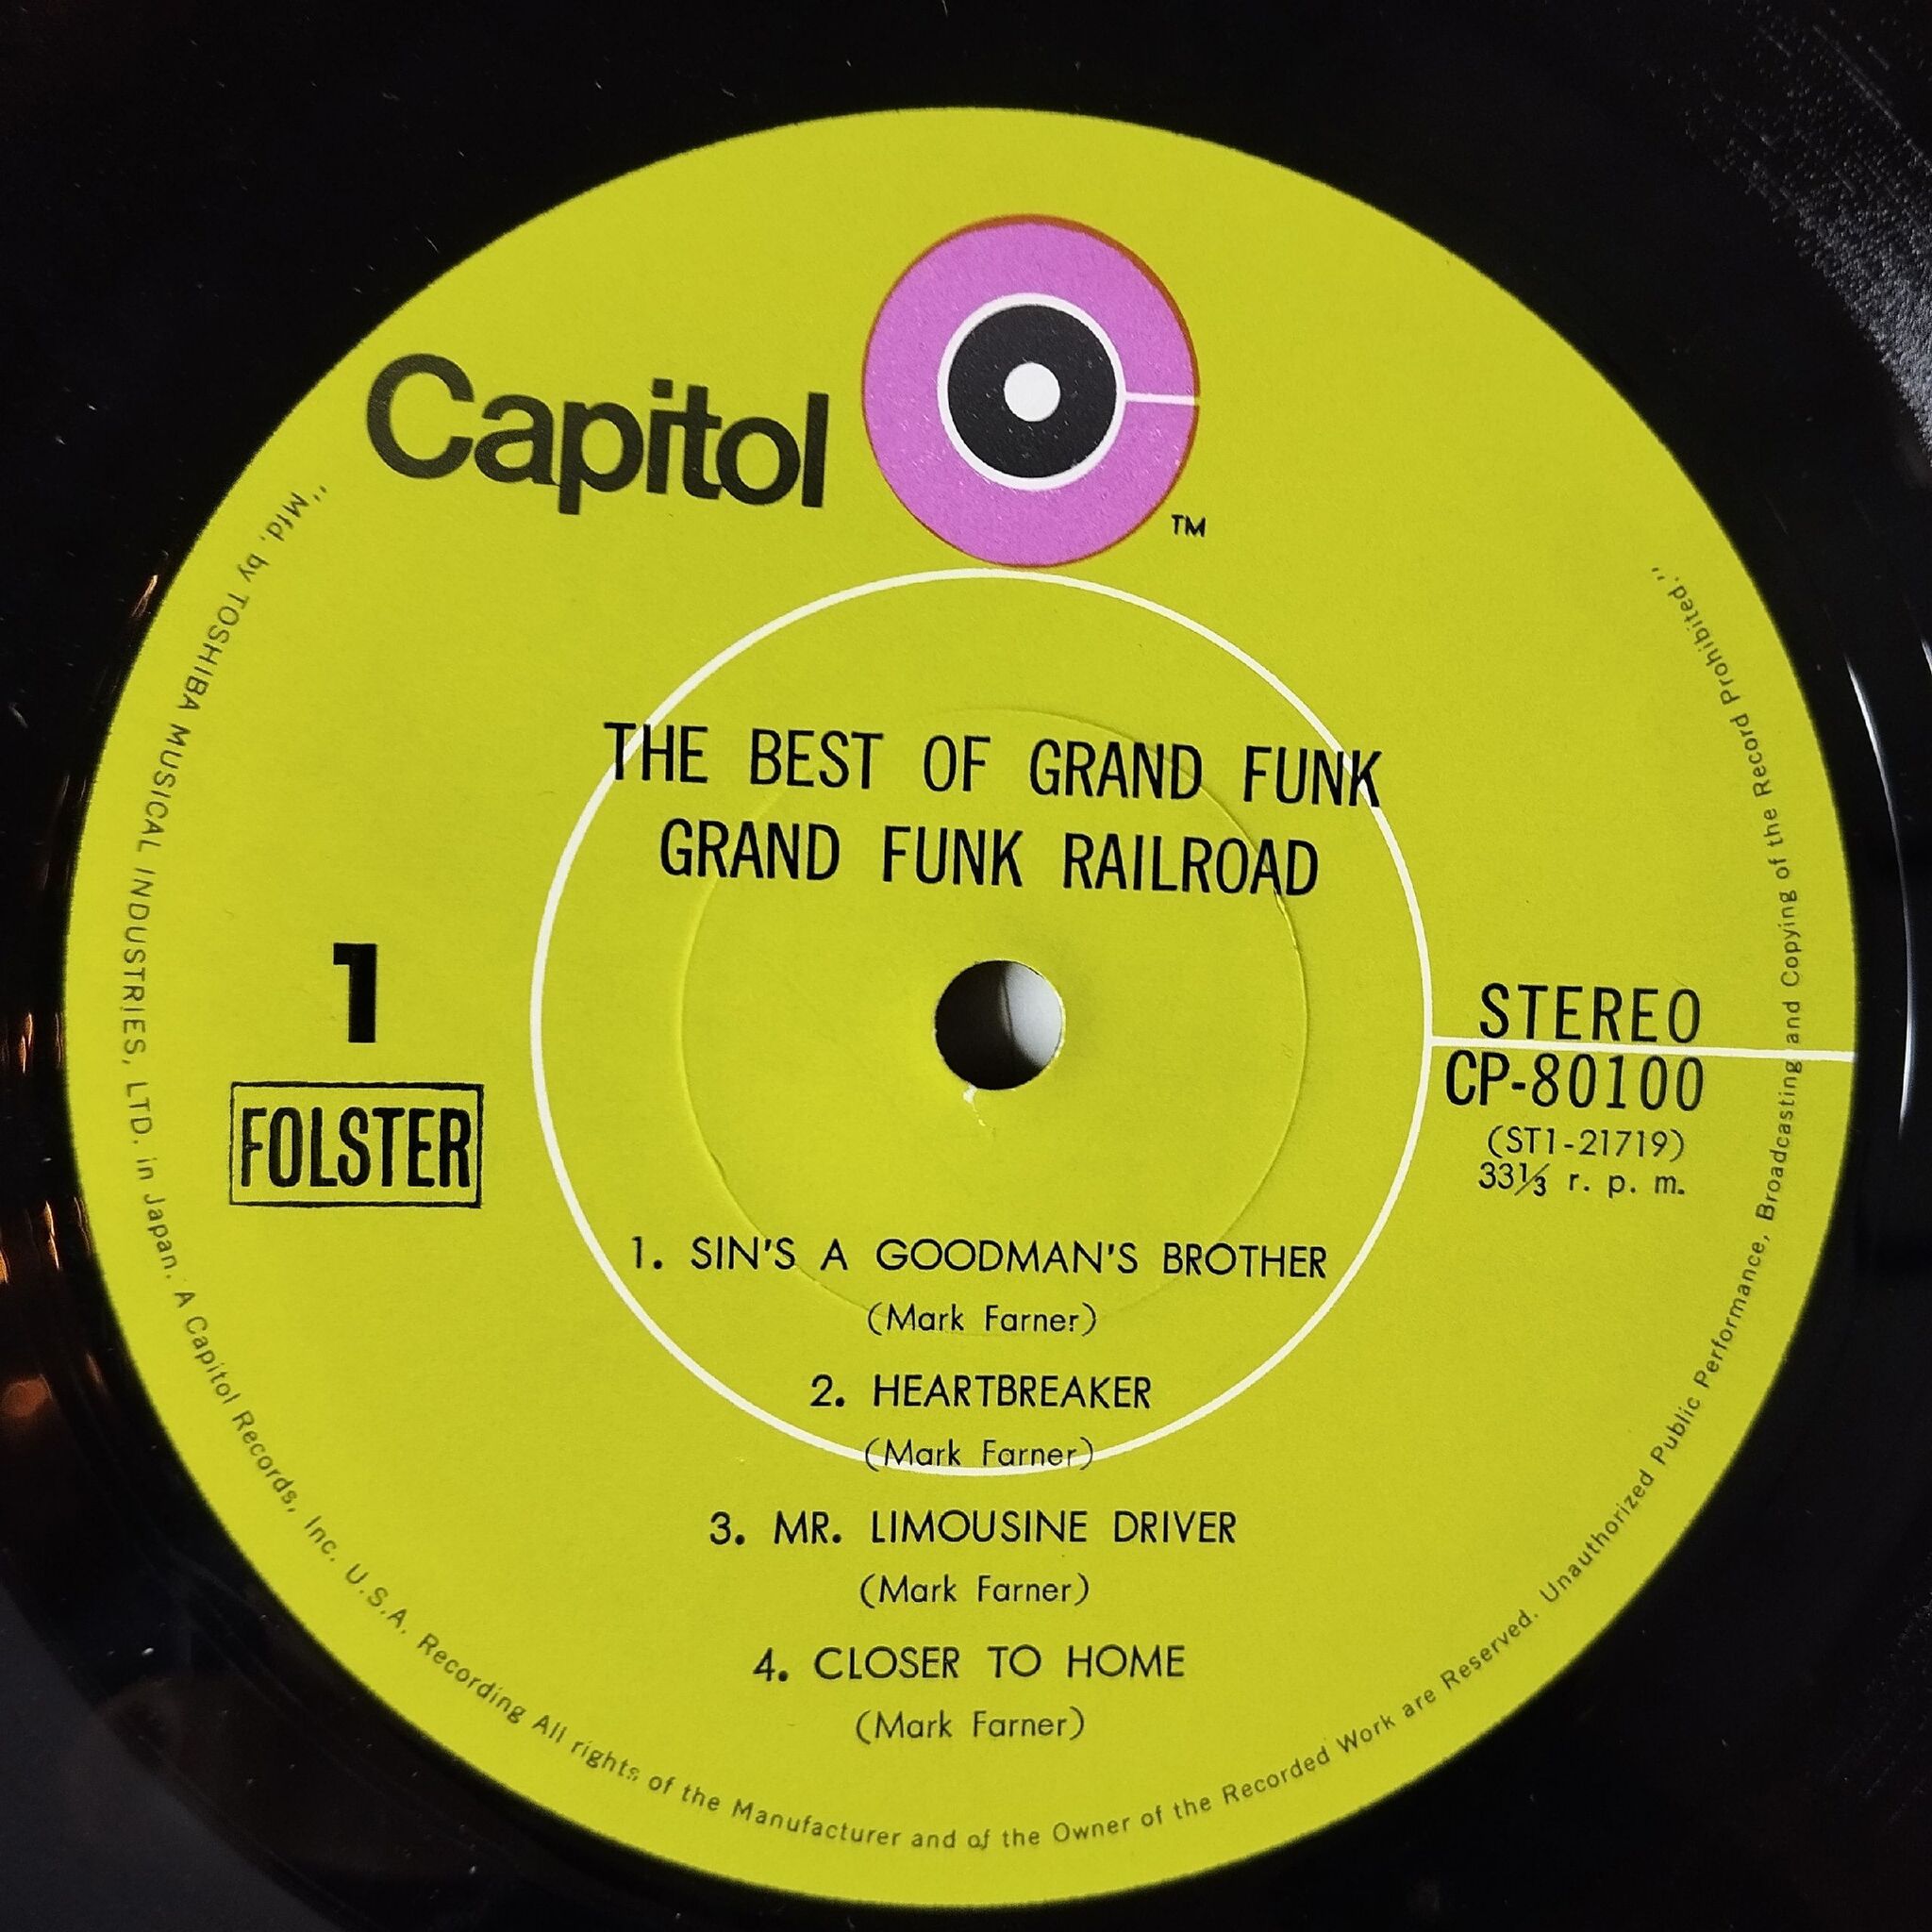 Capitol
TM
THE BEST OF GRAND FUNK
GRAND FUNK RAILROAD
1
FOLSTER
STEREO
CP-80100
(ST1-21719)
33⅓ r. p. m.
1. SIN'S A GOODMAN'S BROTHER
(Mark Farner)
2. HEARTBREAKER
(Mark Farner)
3. MR. LIMOUSINE DRIVER
(Mark Farner)
4. CLOSER TO HOME
(Mark Farner)
"Mfd. by TOSHIBA MUSICAL INDUSTRIES, LTD. in Japan. A Capitol Records, Inc. U.S.A. Recording All rights of the Manufacturer and of the Owner of the Recorded Work are Reserved. Unauthorized Public Performance, Broadcasting and Copying of the Record Prohibited."